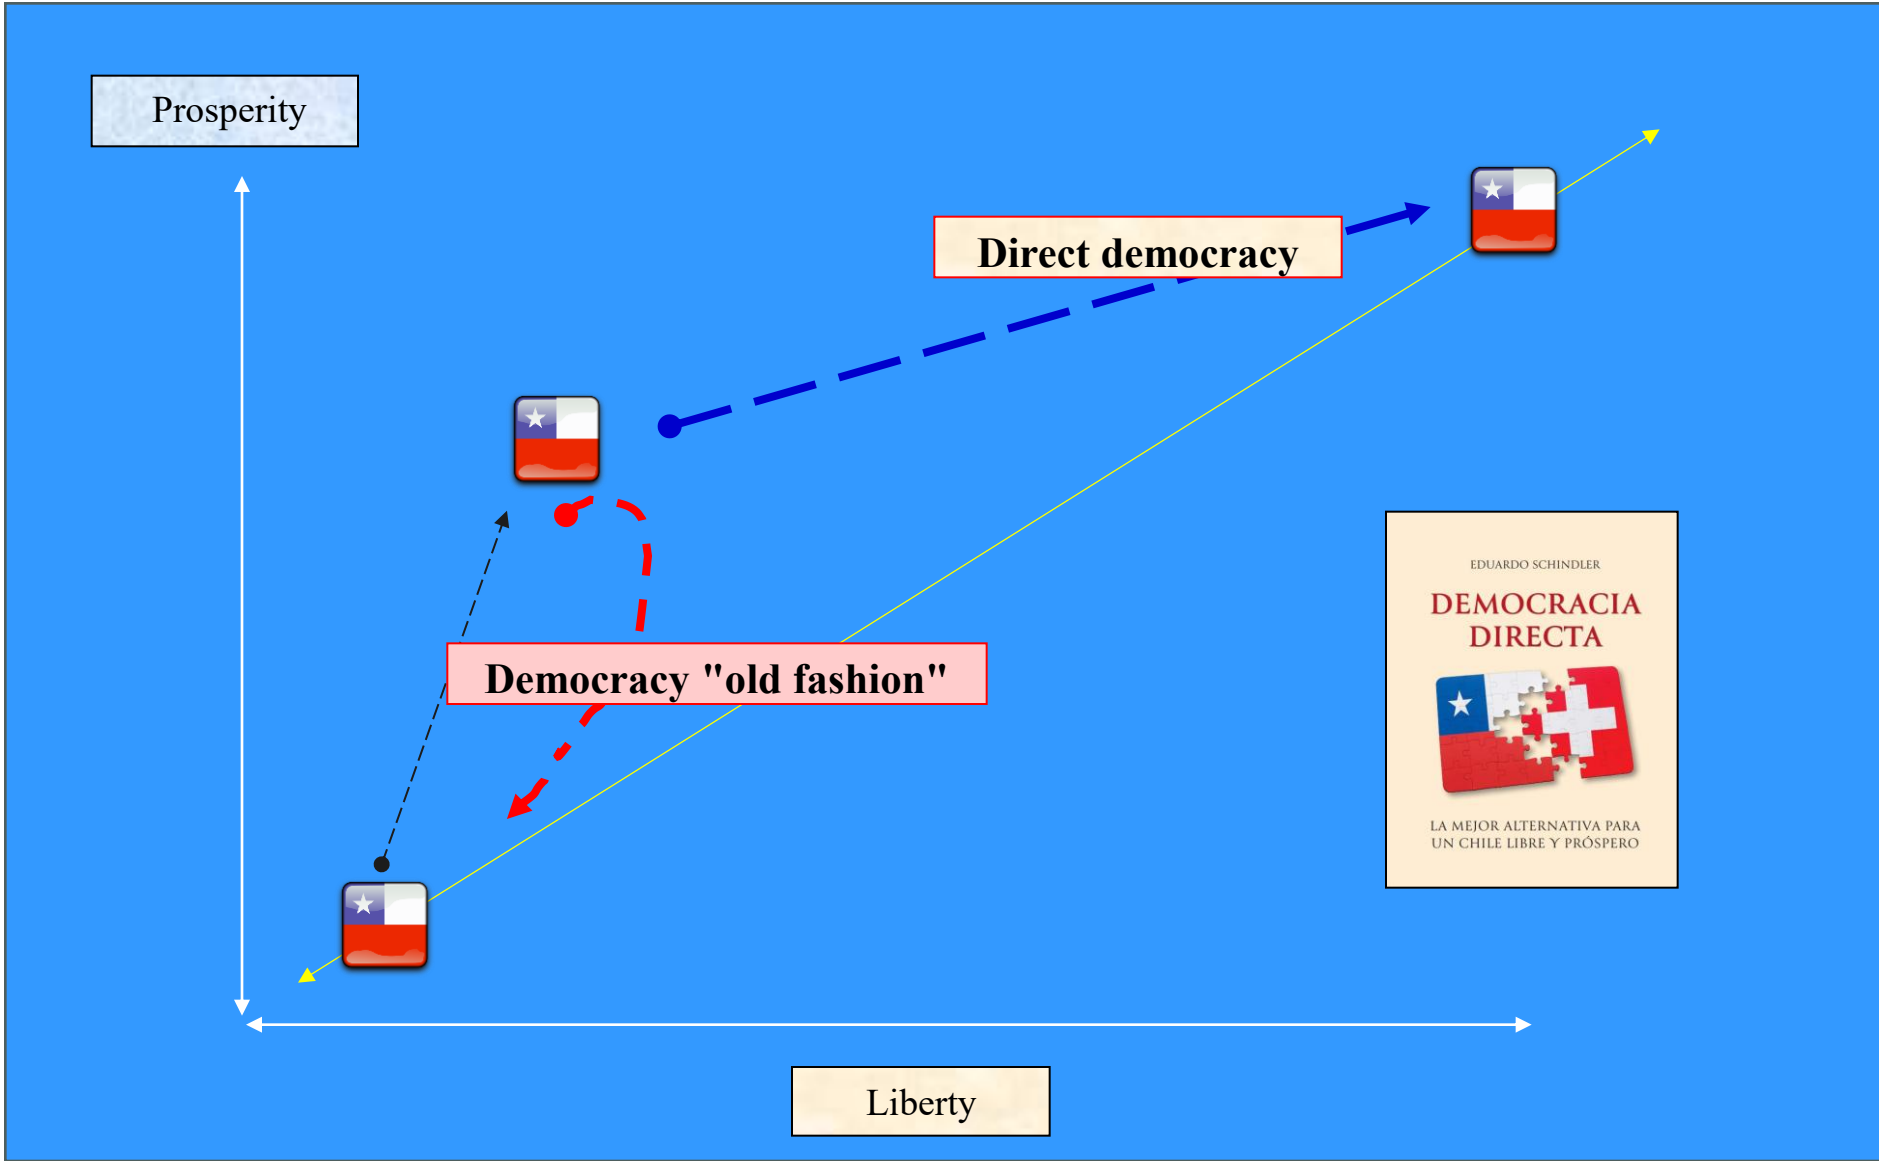 Prosperity
Direct democracy
Democracy "old fashion"
EDUARDO SCHINDLER
DEMOCRACIA
DIRECTA
LA MEJOR ALTERNATIVA PARA
UN CHILE LIBRE Y PRÓSPERO
Liberty